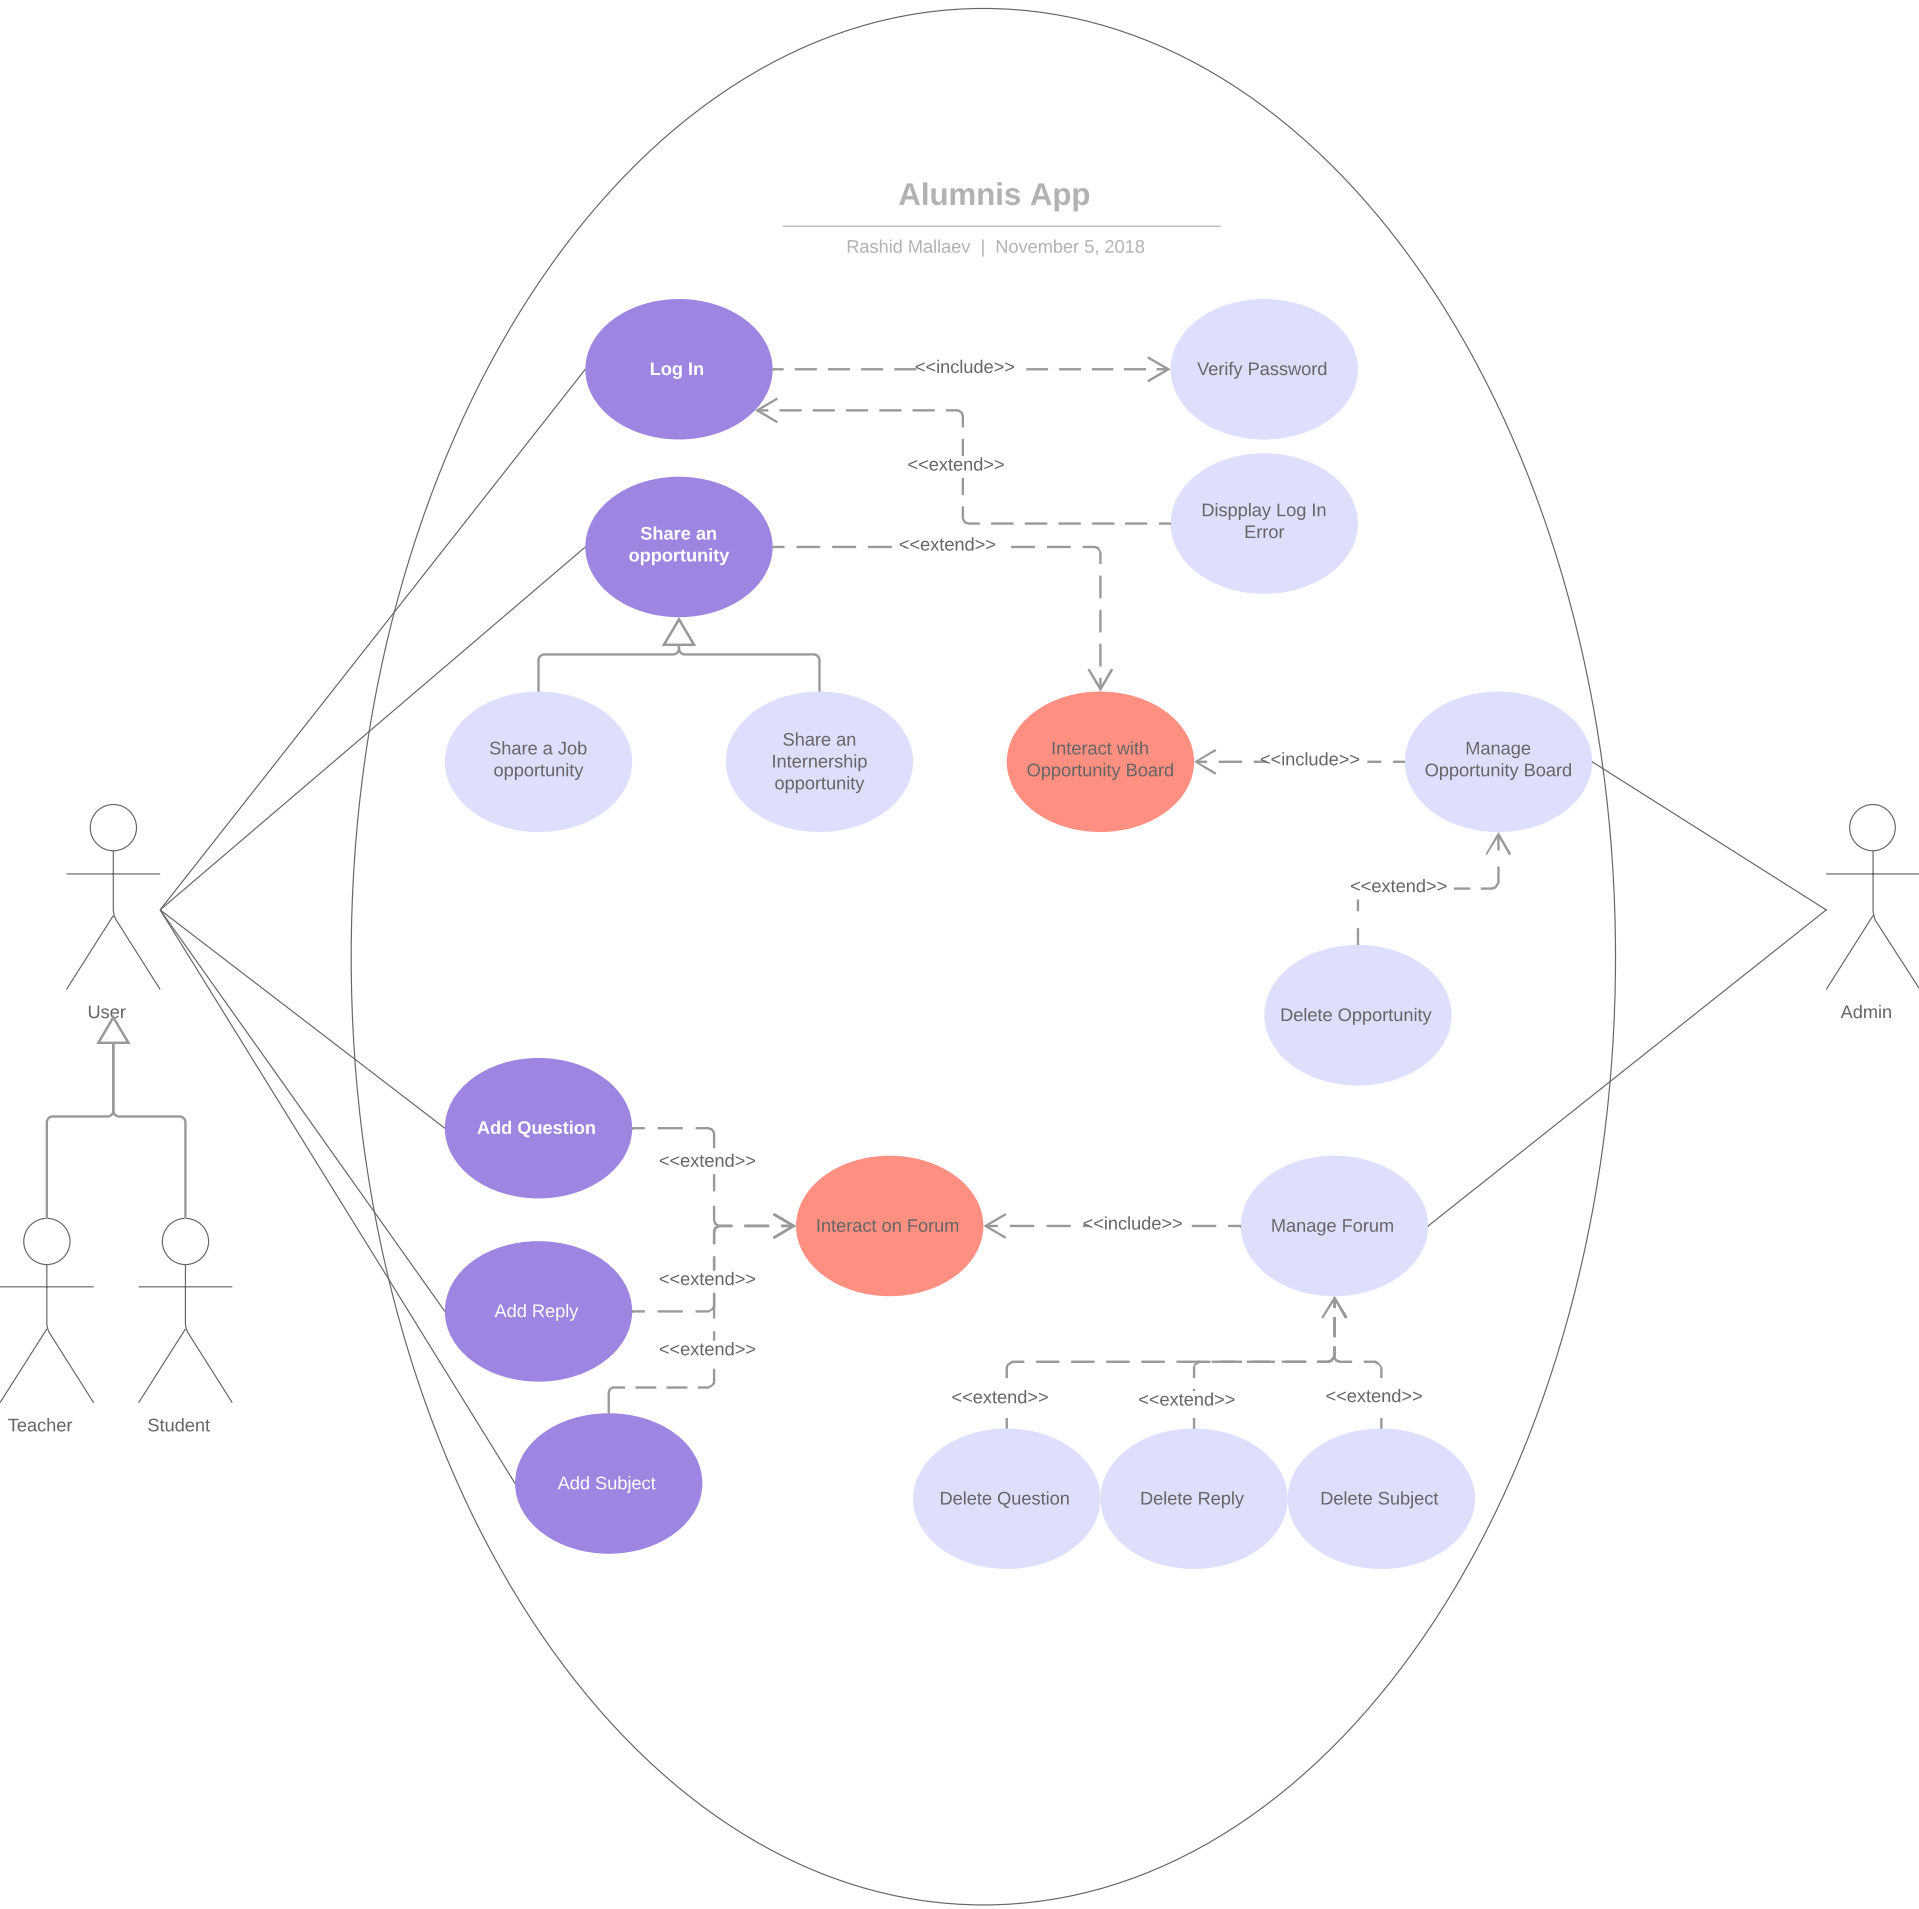 Alumnis App
Rashid Mallaev  |  November 5, 2018
Log In
<<include>>
Verify Password
<<extend>>
Dispplay Log In
Error
Share an
opportunity
<<extend>>
Share a Job
opportunity
Share an
Internership
opportunity
Interact with
Opportunity Board
<<include>>
Manage
Opportunity Board
<<extend>>
Delete Opportunity
User
Admin
Add Question
<<extend>>
Interact on Forum
<<include>>
Manage Forum
<<extend>>
Add Reply
<<extend>>
<<extend>>
<<extend>>
<<extend>>
Teacher
Student
Add Subject
Delete Question
Delete Reply
Delete Subject